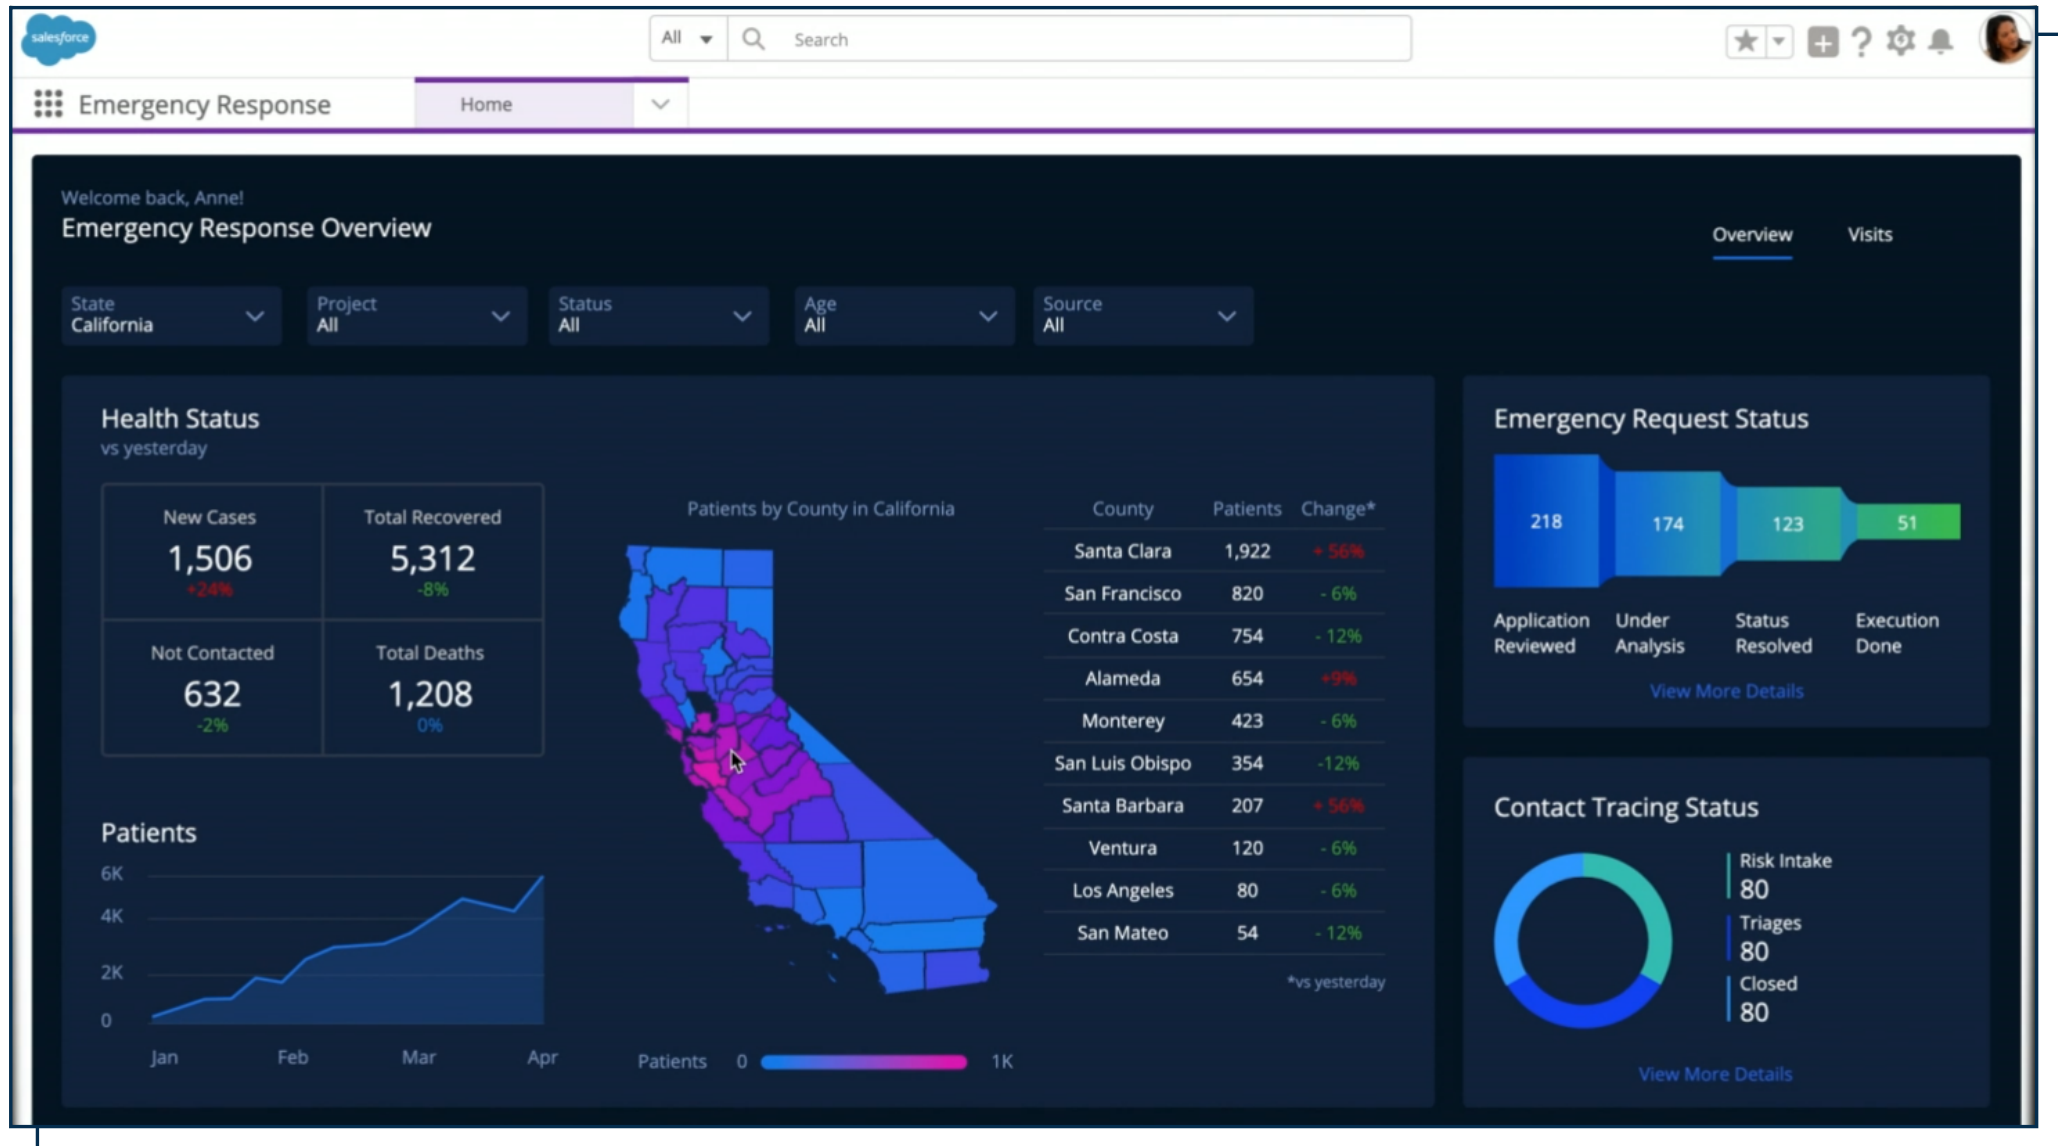 salesforce
All
Search
Emergency Response
Home
Welcome back, Anne!
Emergency Response Overview
Overview
Visits
State
California
Project
All
Status
All
Age
All
Source
All
Health Status
vs yesterday
New Cases
1,506
+24%
Total Recovered
5,312
-8%
Not Contacted
632
-2%
Total Deaths
1,208
0%
Patients
6K
4K
2K
0
Jan Feb Mar Apr
Patients by County in California
Patients 0 1K
County Patients Change*
Santa Clara 1,922 + 56%
San Francisco 820 - 6%
Contra Costa 754 - 12%
Alameda 654 +9%
Monterey 423 - 6%
San Luis Obispo 354 -12%
Santa Barbara 207 + 56%
Ventura 120 - 6%
Los Angeles 80 - 6%
San Mateo 54 - 12%
*vs yesterday
Emergency Request Status
218 174 123 51
Application Reviewed
Under Analysis
Status Resolved
Execution Done
View More Details
Contact Tracing Status
Risk Intake
80
Triages
80
Closed
80
View More Details